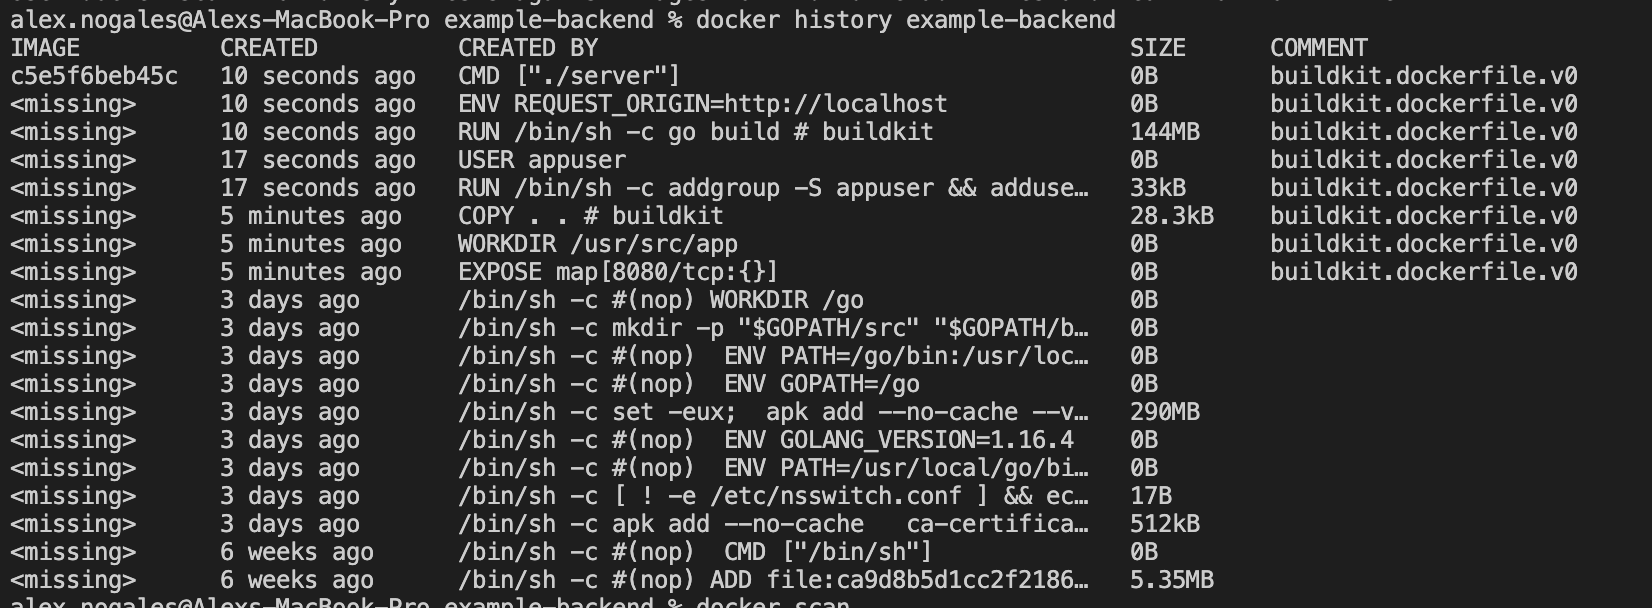 alex.nogales@Alexs-MacBook-Pro example-backend % docker history example-backend
IMAGE CREATED CREATED BY SIZE COMMENT
c5e5f6beb45c 10 seconds ago CMD ["./server"] 0B buildkit.dockerfile.v0
<missing> 10 seconds ago ENV REQUEST_ORIGIN=http://localhost 0B buildkit.dockerfile.v0
<missing> 10 seconds ago RUN /bin/sh -c go build # buildkit 144MB buildkit.dockerfile.v0
<missing> 17 seconds ago USER appuser 0B buildkit.dockerfile.v0
<missing> 17 seconds ago RUN /bin/sh -c addgroup -S appuser && adduse… 33kB buildkit.dockerfile.v0
<missing> 5 minutes ago COPY . . # buildkit 28.3kB buildkit.dockerfile.v0
<missing> 5 minutes ago WORKDIR /usr/src/app 0B buildkit.dockerfile.v0
<missing> 5 minutes ago EXPOSE map[8080/tcp:{}] 0B buildkit.dockerfile.v0
<missing> 3 days ago /bin/sh -c #(nop) WORKDIR /go 0B
<missing> 3 days ago /bin/sh -c mkdir -p "$GOPATH/src" "$GOPATH/b… 0B
<missing> 3 days ago /bin/sh -c #(nop)  ENV PATH=/go/bin:/usr/loc… 0B
<missing> 3 days ago /bin/sh -c #(nop)  ENV GOPATH=/go 0B
<missing> 3 days ago /bin/sh -c set -eux;  apk add --no-cache --v… 290MB
<missing> 3 days ago /bin/sh -c #(nop)  ENV GOLANG_VERSION=1.16.4 0B
<missing> 3 days ago /bin/sh -c #(nop)  ENV PATH=/usr/local/go/bi… 0B
<missing> 3 days ago /bin/sh -c [ ! -e /etc/nsswitch.conf ] && ec… 17B
<missing> 3 days ago /bin/sh -c apk add --no-cache   ca-certifica… 512kB
<missing> 6 weeks ago /bin/sh -c #(nop)  CMD ["/bin/sh"] 0B
<missing> 6 weeks ago /bin/sh -c #(nop) ADD file:ca9d8b5d1cc2f2186… 5.35MB
alex.nogales@Alexs-MacBook-Pro example-backend % docker scan